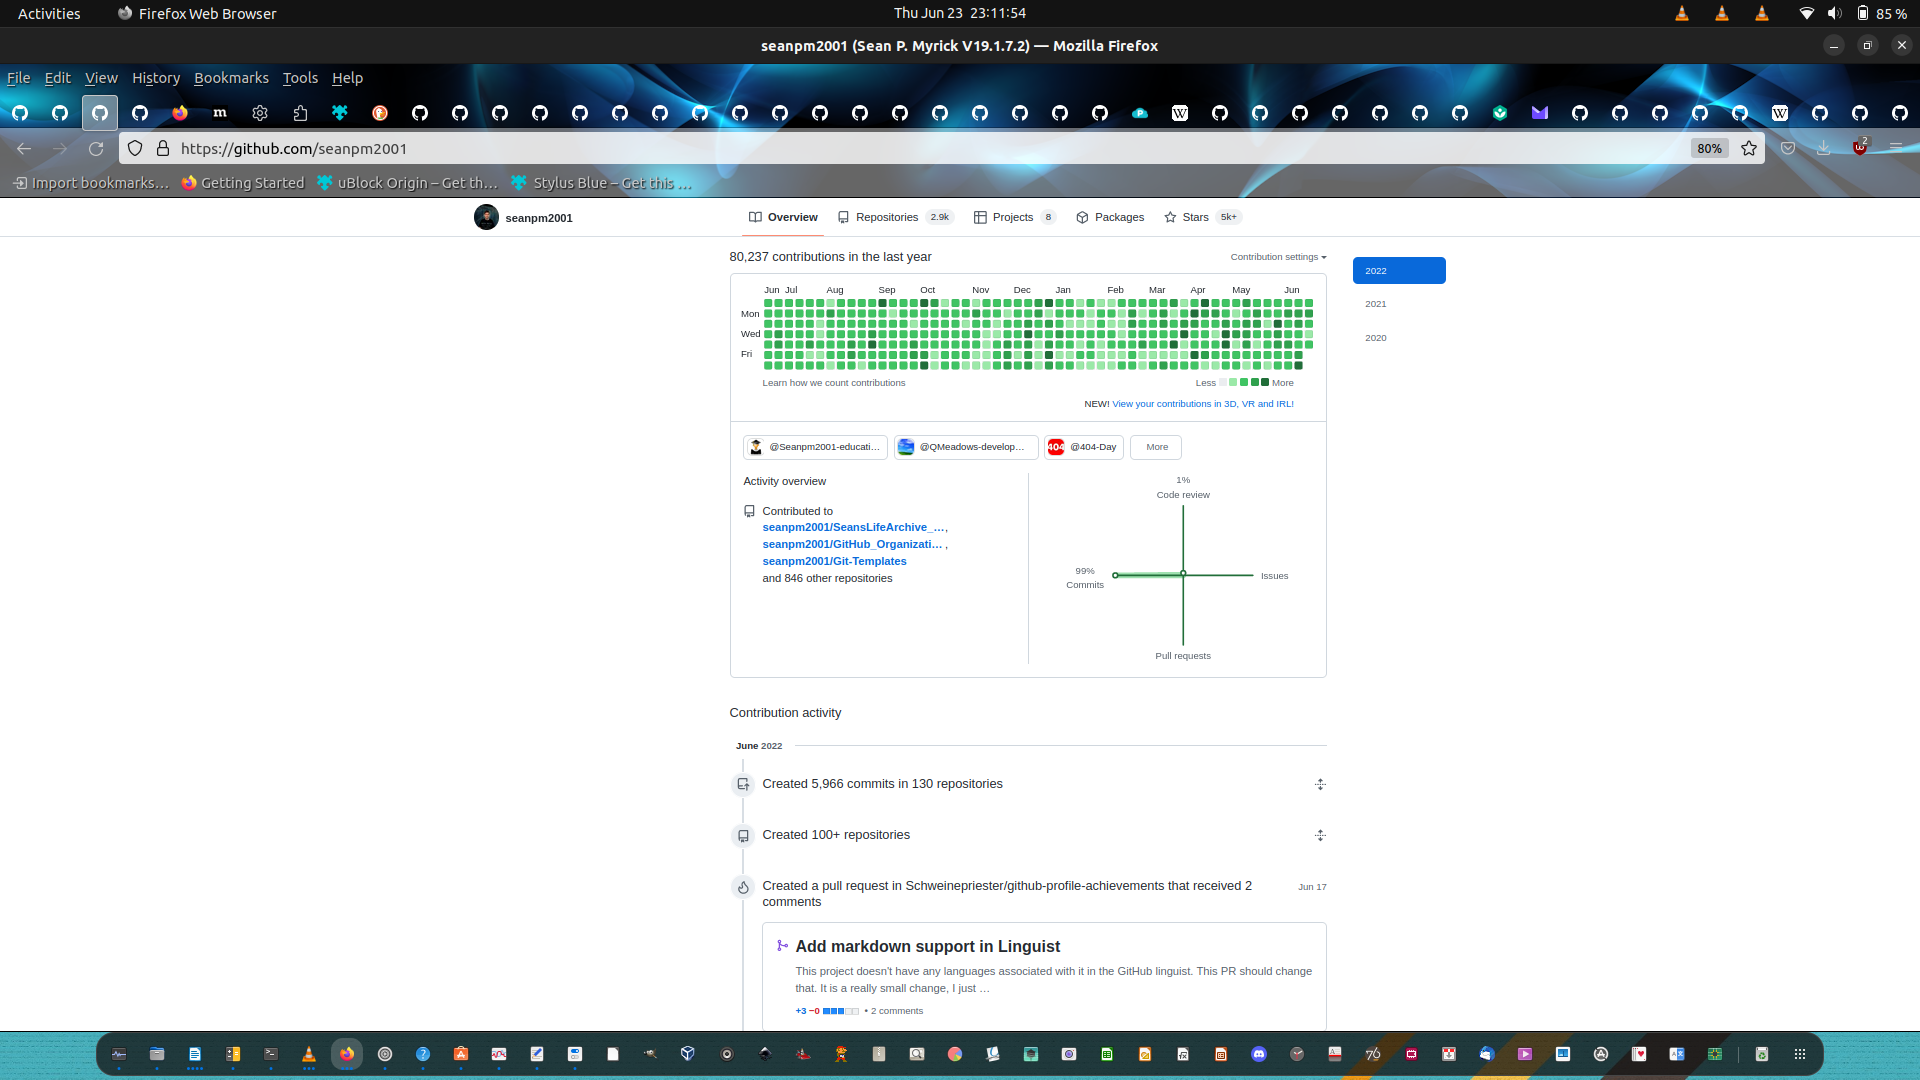 Activities Firefox Web Browser Thu Jun 23 23:11:54 85 %
seanpm2001 (Sean P. Myrick V19.1.7.2) — Mozilla Firefox
File Edit View History Bookmarks Tools Help
https://github.com/seanpm2001 80% 2
Import bookmarks… Getting Started uBlock Origin – Get th… Stylus Blue – Get this …
seanpm2001 Overview Repositories 2.9k Projects 8 Packages Stars 5k+
80,237 contributions in the last year Contribution settings
2022
2021
2020
Jun Jul Aug Sep Oct Nov Dec Jan Feb Mar Apr May Jun
Mon
Wed
Fri
Learn how we count contributions Less More
NEW! View your contributions in 3D, VR and IRL!
@Seanpm2001-educati… @QMeadows-develop… 404 @404-Day More
Activity overview
Contributed to
seanpm2001/SeansLifeArchive_…,
seanpm2001/GitHub_Organizati… ,
seanpm2001/Git-Templates
and 846 other repositories
1%
Code review
99%
Commits
Issues
Pull requests
Contribution activity
June 2022
Created 5,966 commits in 130 repositories
Created 100+ repositories
Created a pull request in Schweinepriester/github-profile-achievements that received 2 Jun 17
comments
Add markdown support in Linguist
This project doesn't have any languages associated with it in the GitHub linguist. This PR should change
that. It is a really small change, I just …
+3 −0 • 2 comments
76